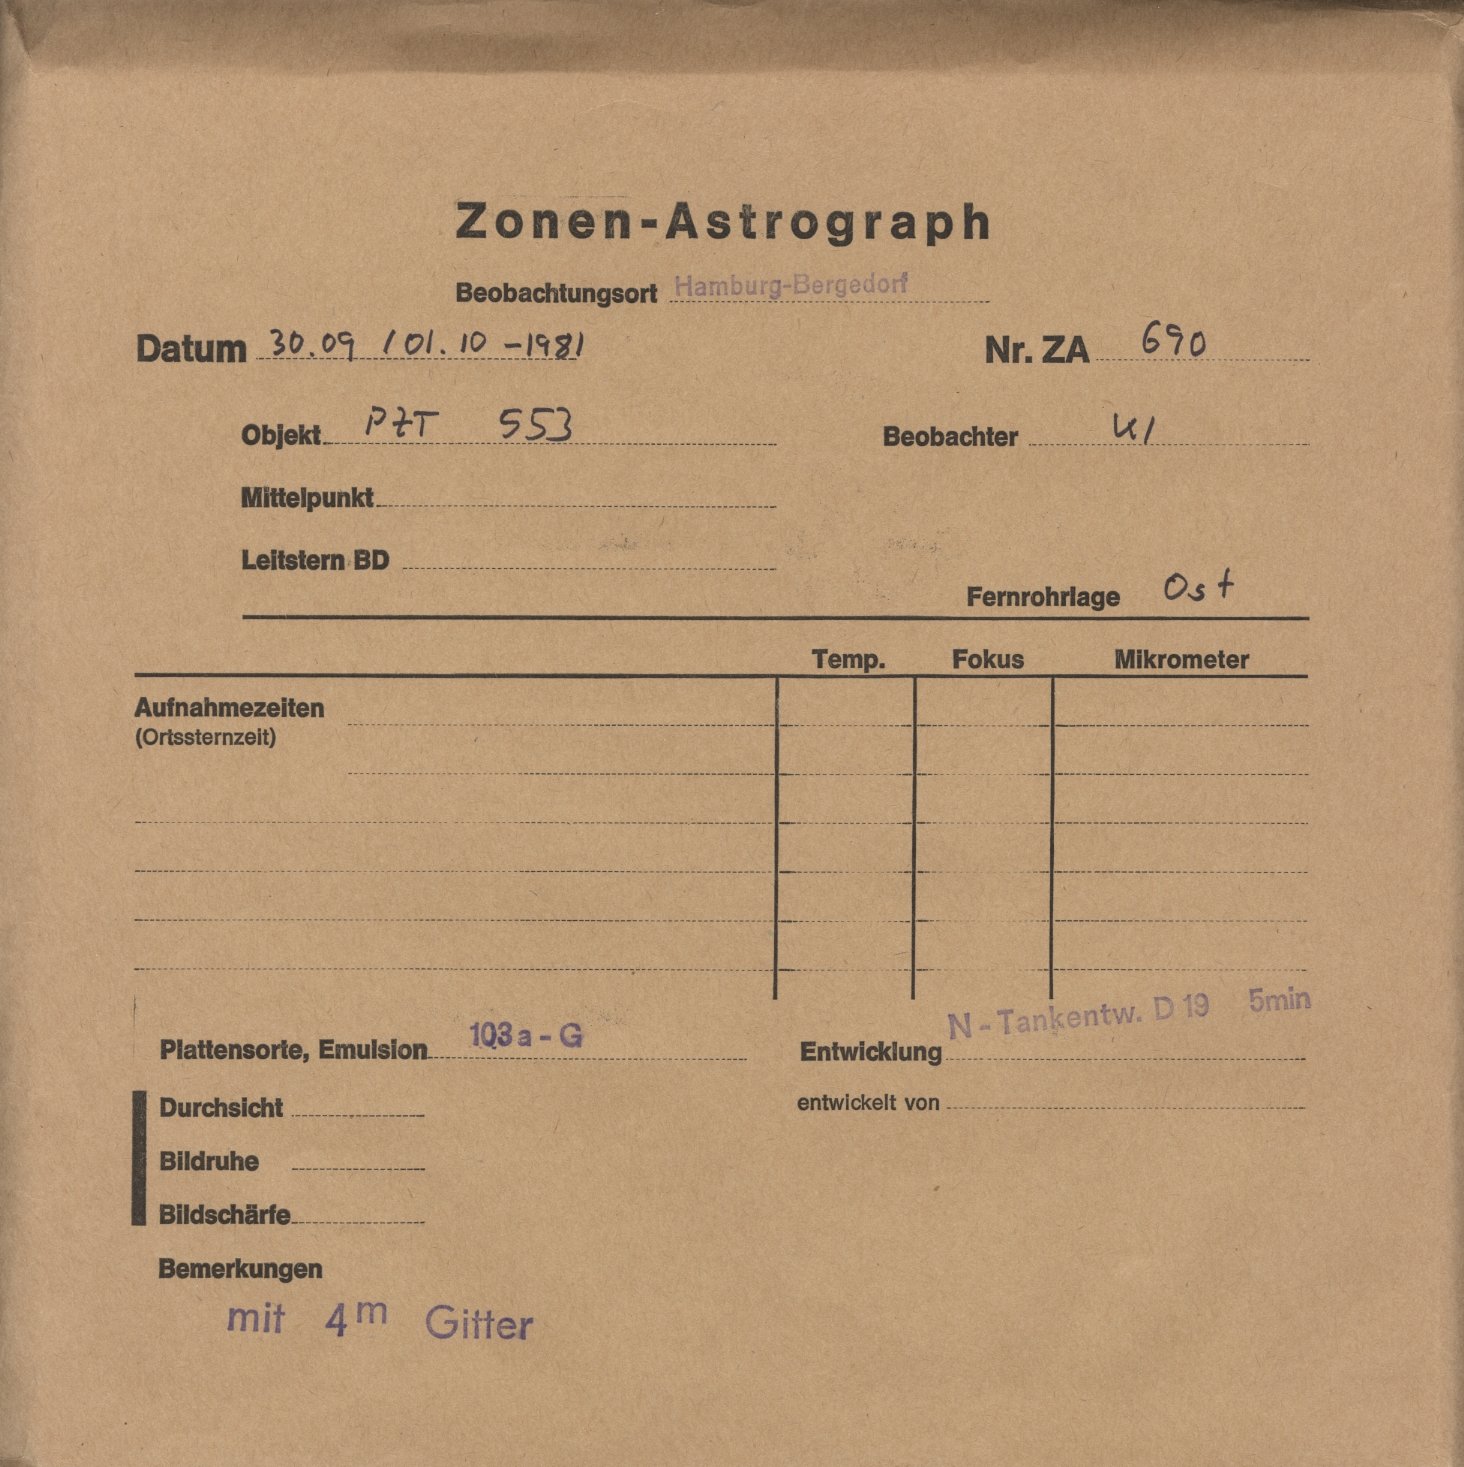 Zonen-Astrograph
Beobachtungsort Hamburg-Bergedorf
Datum 30.09 / 01.10 - 1981 Nr. ZA 690
Objekt PZT 553 Beobachter Kl
Mittelpunkt
Leitstern BD
Fernrohrlage Ost
Temp. Fokus Mikrometer
Aufnahmezeiten
(Ortssternzeit)
Plattensorte, Emulsion 103a-G Entwicklung N-Tankentw. D 19 5min
Durchsicht entwickelt von
Bildruhe
Bildschärfe
Bemerkungen
mit 4m Gitter